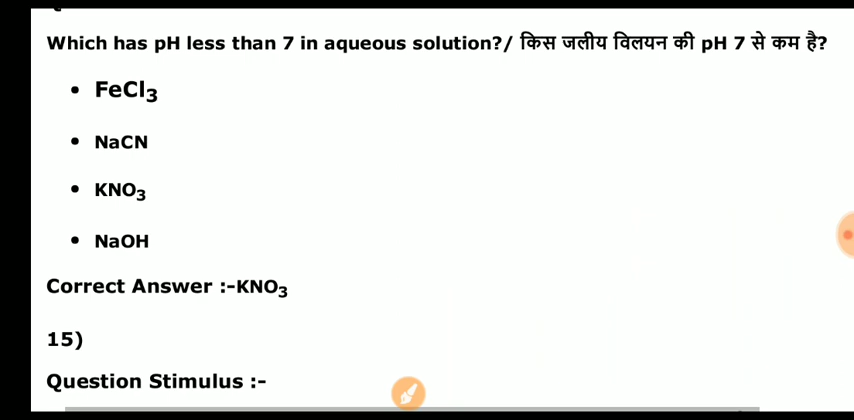 Which has pH less than 7 in aqueous solution?/ किस जलीय विलयन की pH 7 से कम है?
• FeCl₃
• NaCN
• KNO₃
• NaOH
Correct Answer :-KNO₃
15)
Question Stimulus :-